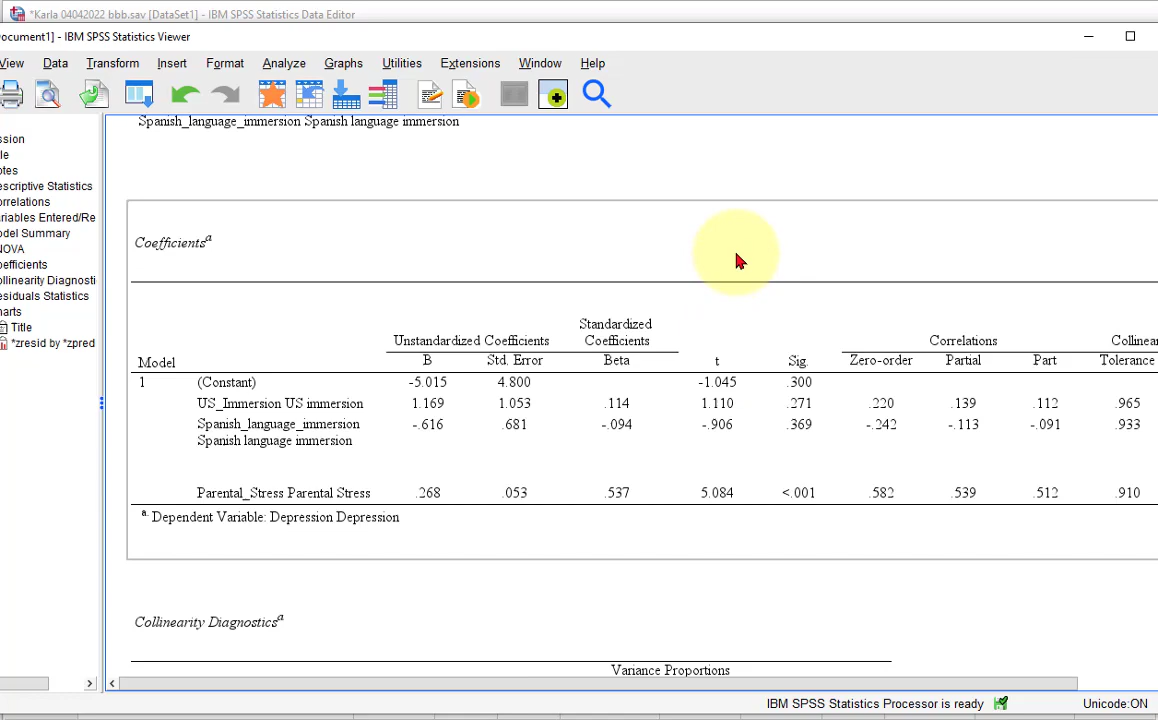 *Karla 04042022 bbb.sav [DataSet1] - IBM SPSS Statistics Data Editor
ocument1] - IBM SPSS Statistics Viewer
View Data Transform Insert Format Analyze Graphs Utilities Extensions Window Help
Spanish_language_immersion Spanish language immersion
ssion
le
otes
escriptive Statistics
orrelations
ariables Entered/Re
odel Summary
NOVA
oefficients
ollinearity Diagnosti
esiduals Statistics
harts
Title
*zresid by *zpred
Coefficientsa
Standardized
Unstandardized Coefficients Coefficients Correlations Collinear
Model B Std. Error Beta t Sig. Zero-order Partial Part Tolerance
1 (Constant) -5.015 4.800 -1.045 .300
US_Immersion US immersion 1.169 1.053 .114 1.110 .271 .220 .139 .112 .965
Spanish_language_immersion -.616 .681 -.094 -.906 .369 -.242 -.113 -.091 .933
Spanish language immersion
Parental_Stress Parental Stress .268 .053 .537 5.084 <.001 .582 .539 .512 .910
a. Dependent Variable: Depression Depression
Collinearity Diagnosticsa
Variance Proportions
IBM SPSS Statistics Processor is ready Unicode:ON